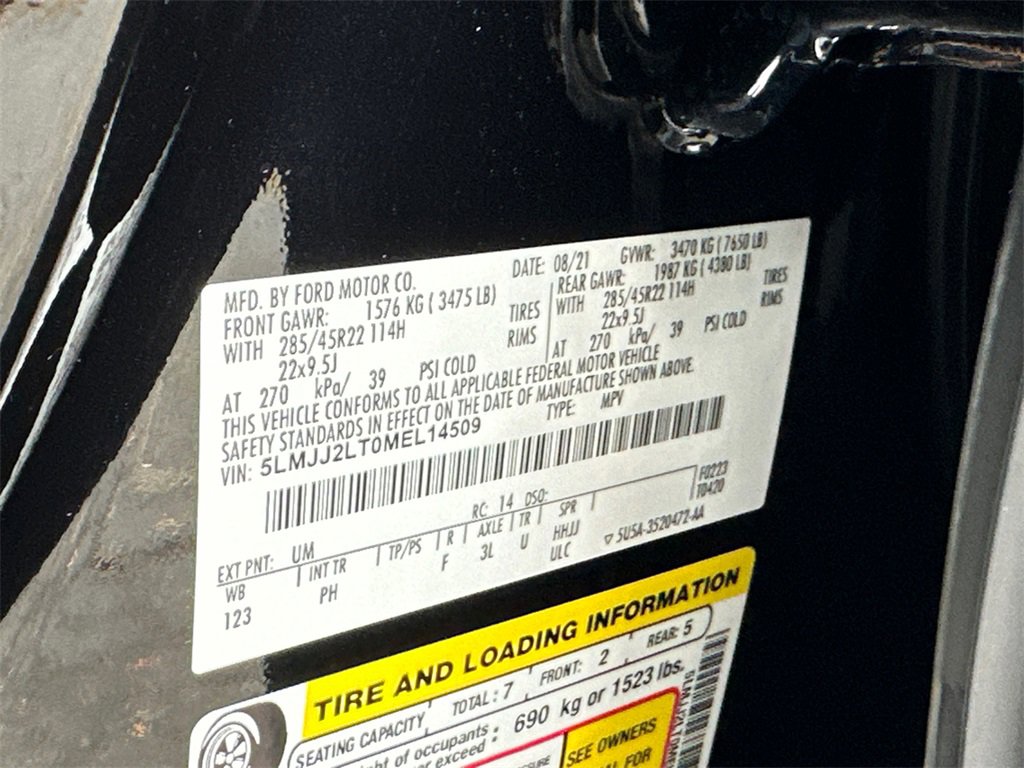 MFD. BY FORD MOTOR CO.
DATE: 08/21 GVWR: 3470 KG ( 7650 LB)
FRONT GAWR: 1576 KG ( 3475 LB)
REAR GAWR: 1987 KG ( 4380 LB)
WITH 285/45R22 114H TIRES
WITH 285/45R22 114H TIRES
22x9.5J RIMS
22x9.5J RIMS
AT 270 kPa/ 39 PSI COLD
AT 270 kPa/ 39 PSI COLD
THIS VEHICLE CONFORMS TO ALL APPLICABLE FEDERAL MOTOR VEHICLE
SAFETY STANDARDS IN EFFECT ON THE DATE OF MANUFACTURE SHOWN ABOVE.
VIN: 5LMJJ2LT0MEL14509 TYPE: MPV
EXT PNT: UM RC: 14 DSO: F0223
T0420
WB INT TR TP/PS R AXLE TR SPR
123 PH F 3L U HHJJ
ULC
▽ 5U5A-3520472-AA
TIRE AND LOADING INFORMATION
SEATING CAPACITY TOTAL: 7 FRONT: 2 REAR: 5
of occupants: 690 kg or 1523 lbs.
exceed
SEE OWNERS
FOR